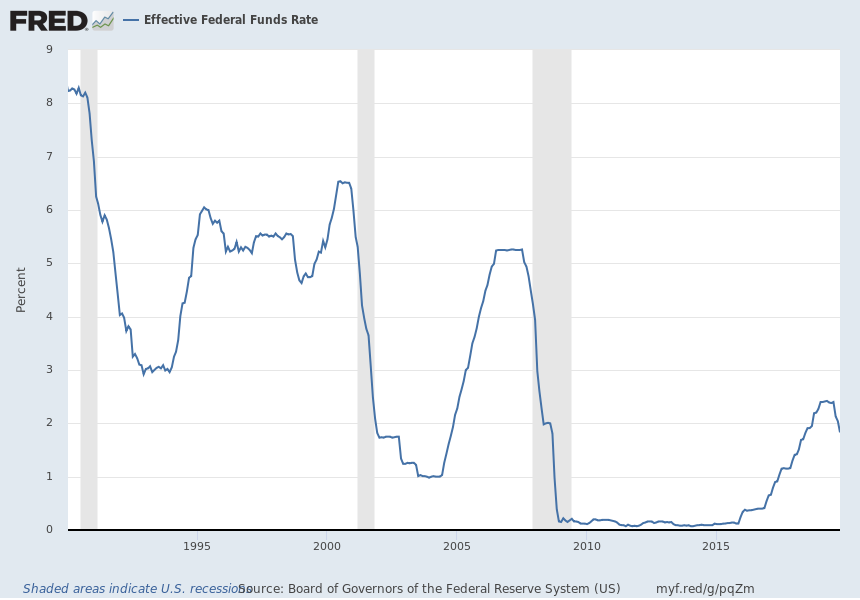 FRED
Effective Federal Funds Rate
9
8
7
6
5
4
3
2
1
0
Percent
1995 2000 2005 2010 2015
Shaded areas indicate U.S. recessions
Source: Board of Governors of the Federal Reserve System (US)
myf.red/g/pqZm